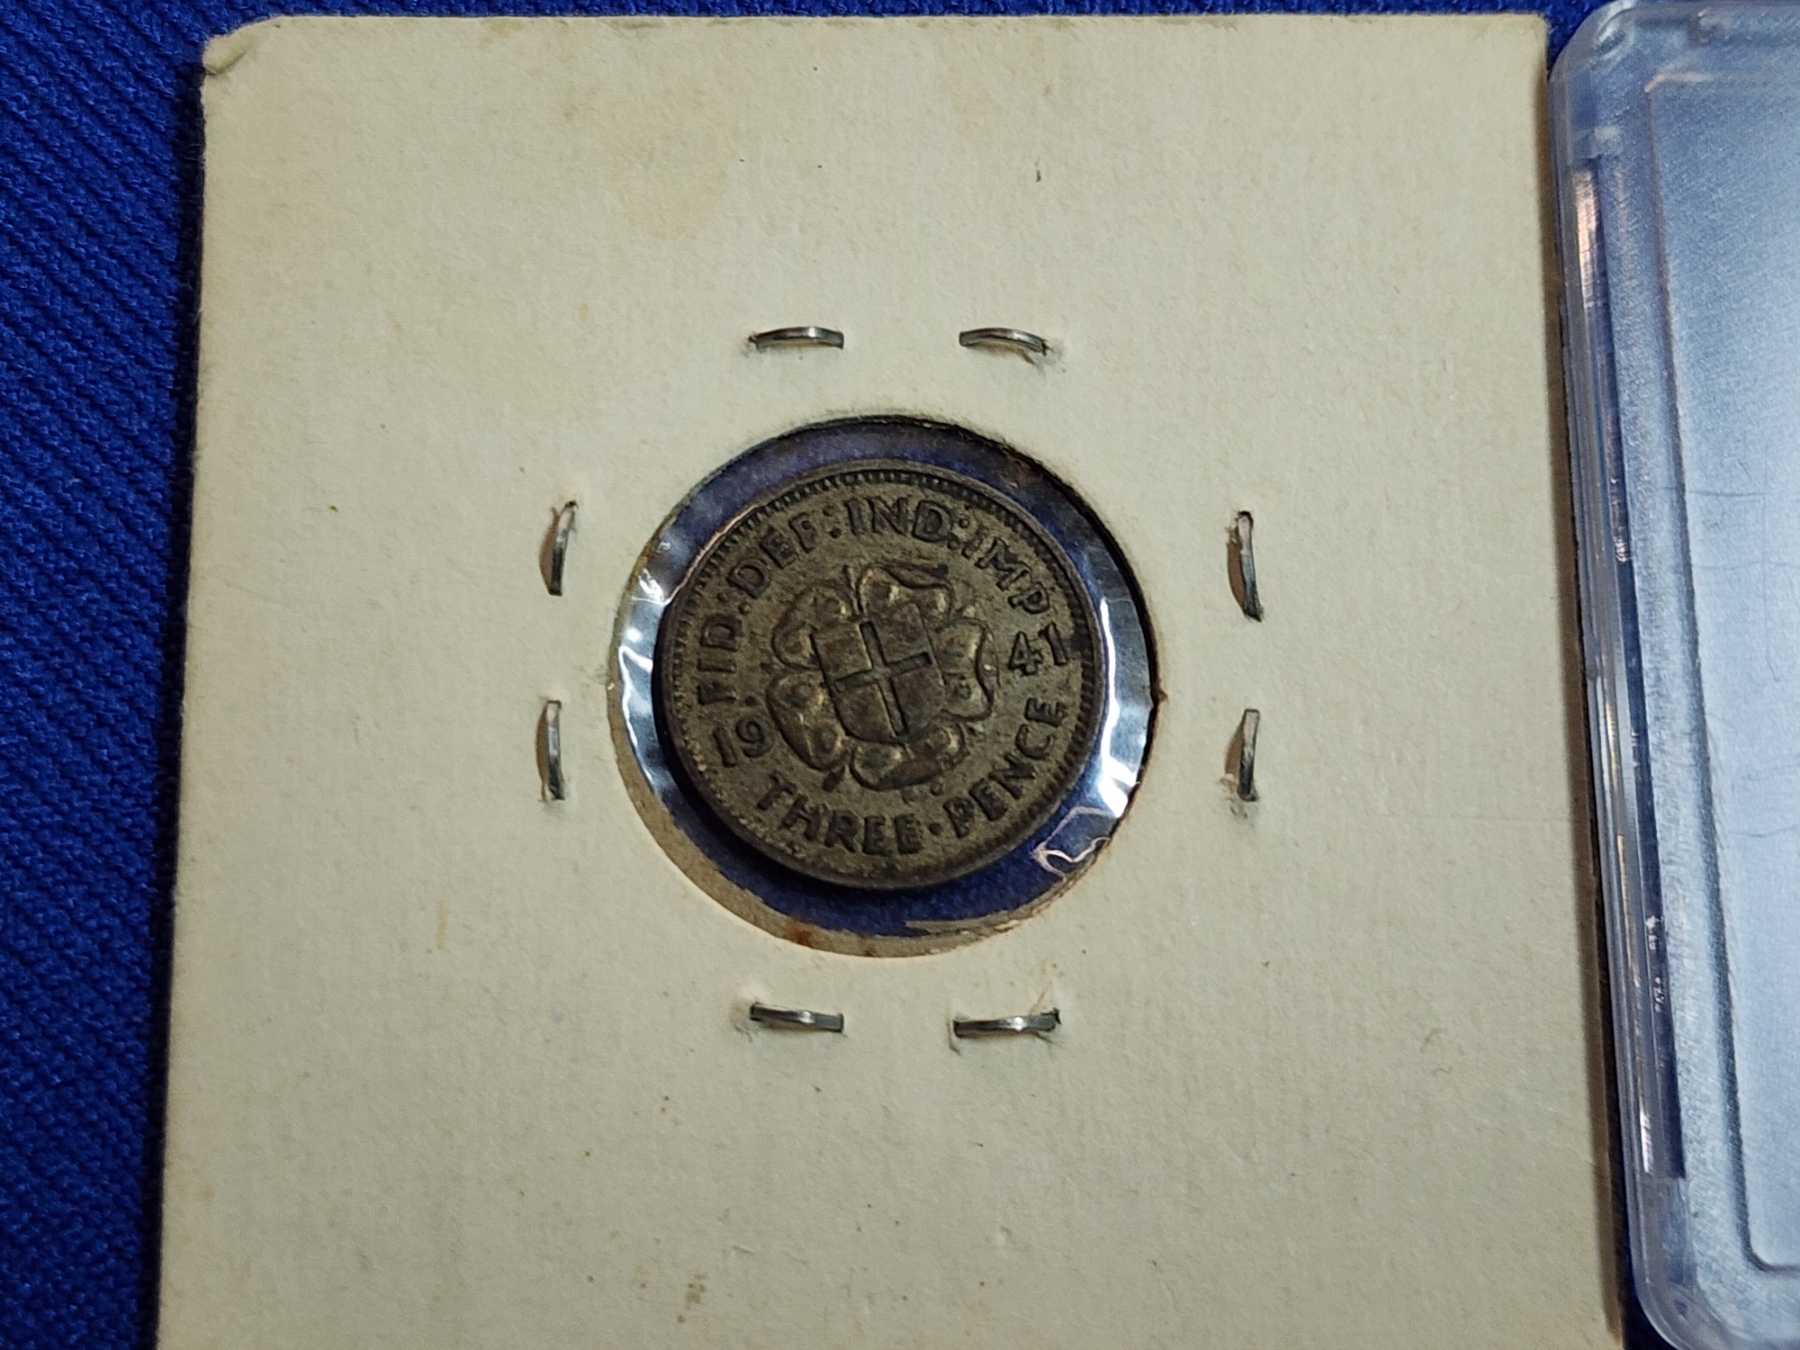 FID:DEF:IND:IMP
19 41
THREE·PENCE